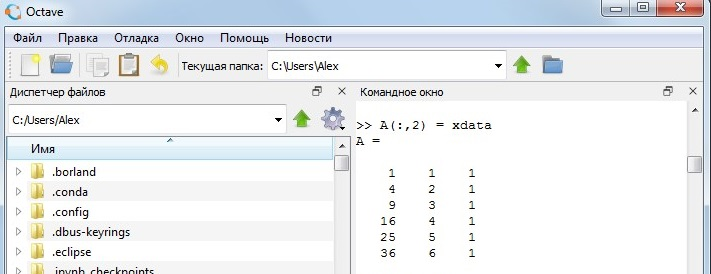 Octave
Файл Правка Отладка Окно Помощь Новости
Текущая папка: C:\Users\Alex
Диспетчер файлов
C:/Users/Alex
Имя
.borland
.conda
.config
.dbus-keyrings
.eclipse
.ipynb_checkpoints
Командное окно
>> A(:,2) = xdata
A =
1 1 1
4 2 1
9 3 1
16 4 1
25 5 1
36 6 1